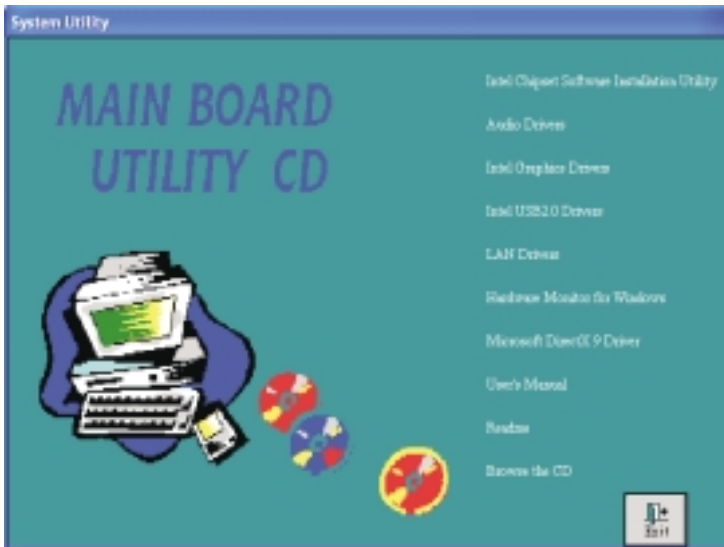 System Utility
MAIN BOARD
UTILITY CD
Intel Chipset Software Installation Utility
Audio Drivers
Intel Graphics Drivers
Intel USB2.0 Drivers
LAN Drivers
Hardware Monitor for Windows
Microsoft DirectX 9 Driver
User's Manual
Readme
Browse the CD
Exit